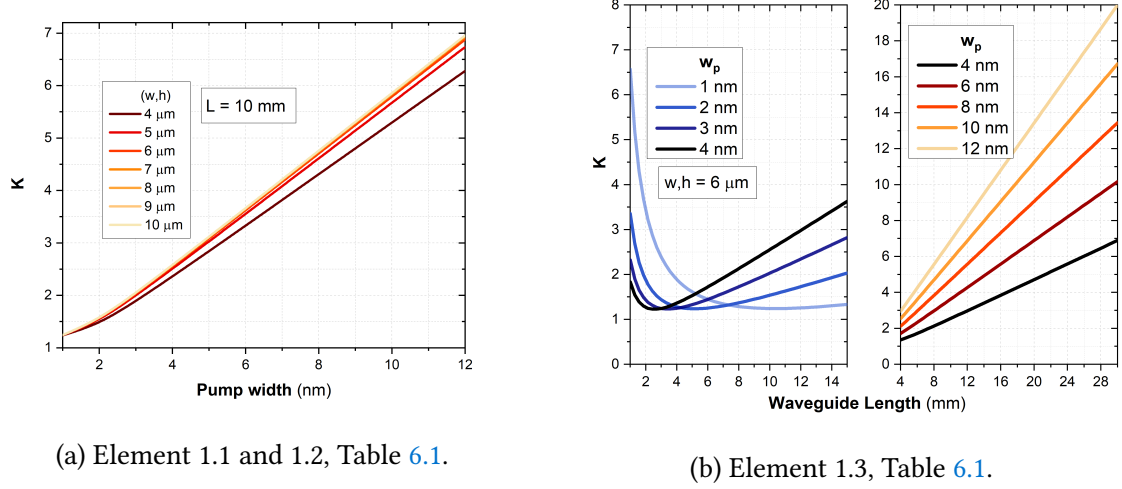 K
7
6
5
4
3
2
1
2
4
6
8
10
12
Pump width (nm)
(w,h)
4 μm
5 μm
6 μm
7 μm
8 μm
9 μm
10 μm
L = 10 mm
(a) Element 1.1 and 1.2, Table 6.1.
K
8
7
6
5
4
3
2
1
0
2
4
6
8
10
12
14
wp
1 nm
2 nm
3 nm
4 nm
w,h = 6 μm
20
18
16
14
12
10
8
6
4
2
0
4
8
12
16
20
24
28
wp
4 nm
6 nm
8 nm
10 nm
12 nm
Waveguide Length (mm)
(b) Element 1.3, Table 6.1.